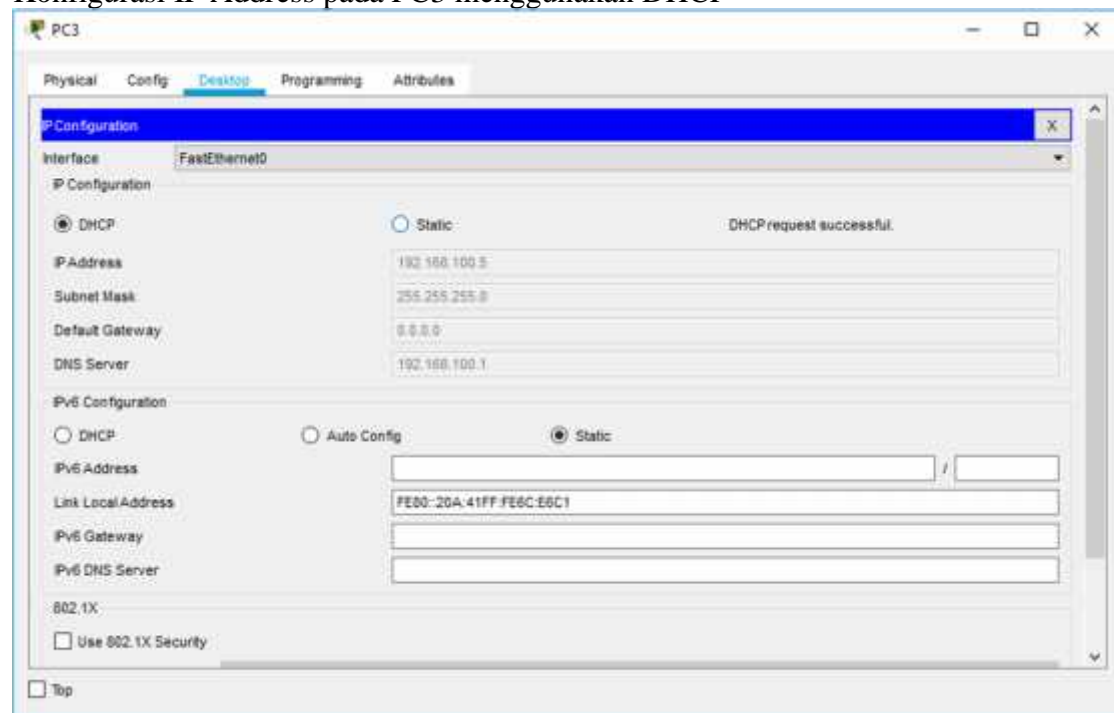 Konfigurasi IP Address pada PC3 menggunakan DHCP
PC3
Physical Config Desktop Programming Attributes
IP Configuration X
Interface FastEthernet0
IP Configuration
DHCP Static DHCP request successful.
IP Address 192.168.100.5
Subnet Mask 255.255.255.0
Default Gateway 0.0.0.0
DNS Server 192.168.100.1
IPv6 Configuration
DHCP Auto Config Static
IPv6 Address /
Link Local Address FE80::20A:41FF:FE6C:E6C1
IPv6 Gateway
IPv6 DNS Server
802.1X
Use 802.1X Security
Top